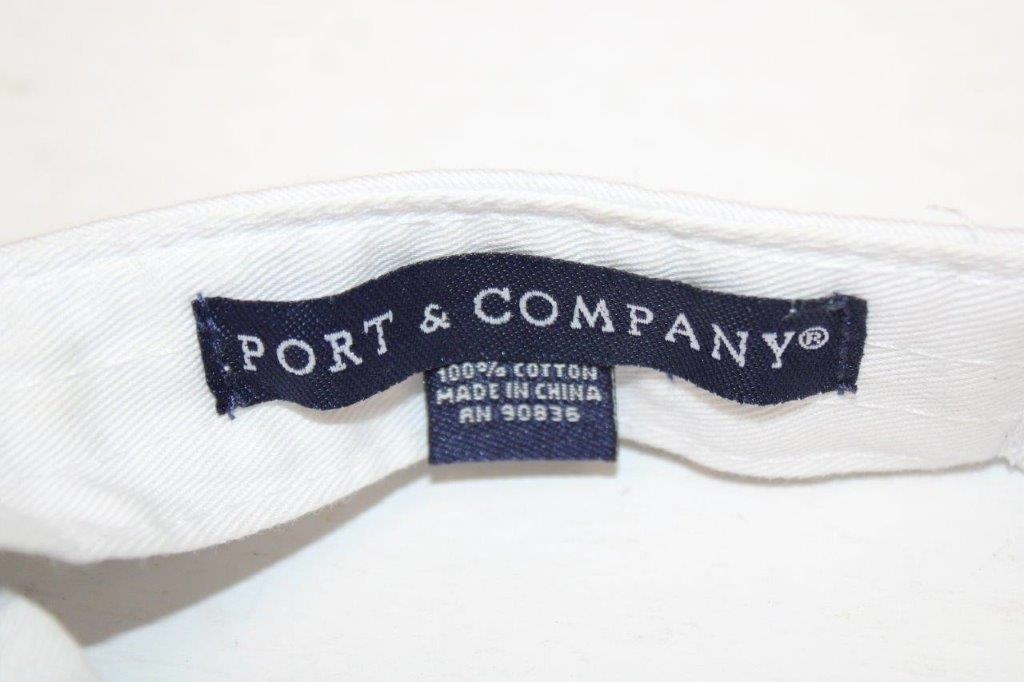 PORT & COMPANY®
100% COTTON
MADE IN CHINA
RN 90836